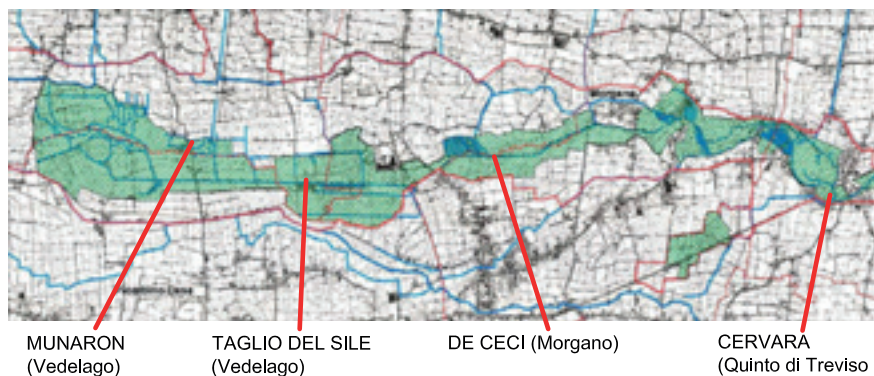 MUNARON
(Vedelago)
TAGLIO DEL SILE
(Vedelago)
DE CECI (Morgano)
CERVARA
(Quinto di Treviso